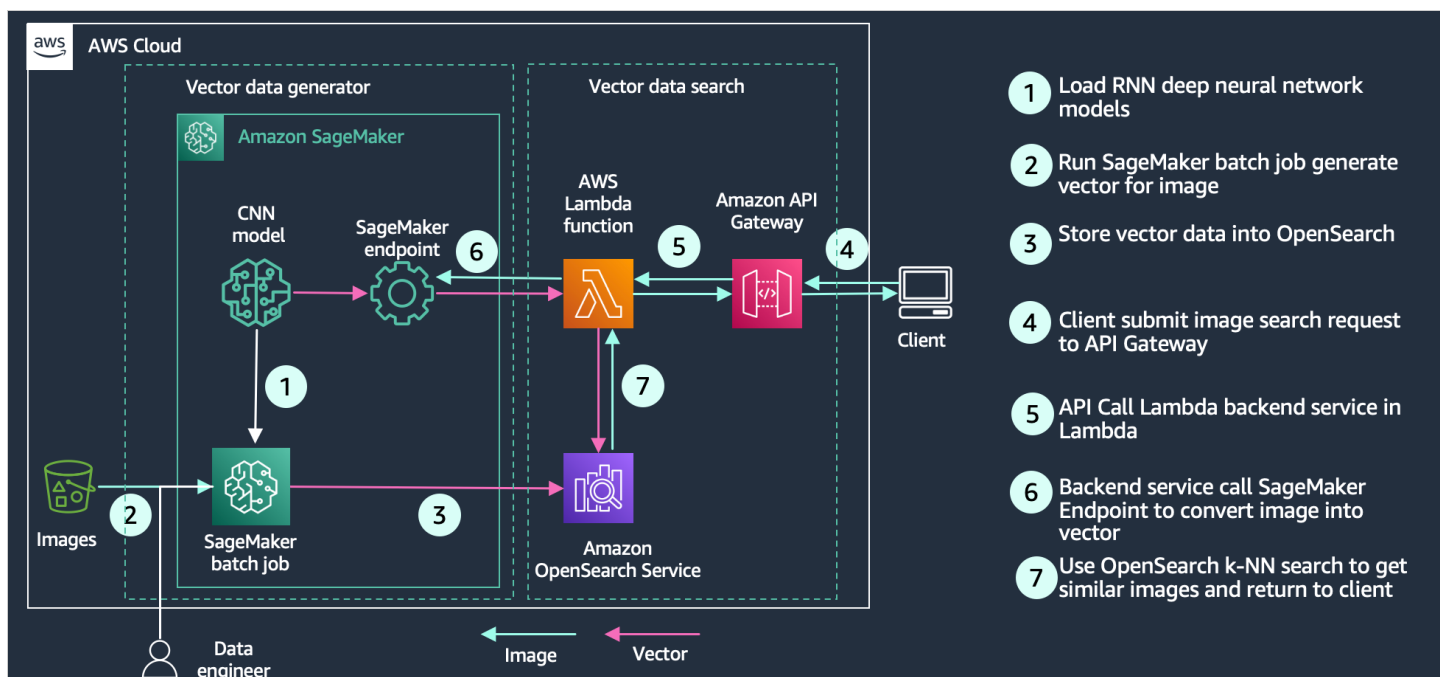 aws
AWS Cloud
Vector data generator
Amazon SageMaker
CNN
model
SageMaker
endpoint
6
1
Images
2
SageMaker
batch job
3
Data
engineer
Vector data search
AWS
Lambda
function
Amazon API
Gateway
5
4
Client
7
Amazon
OpenSearch Service
Image
Vector
1
Load RNN deep neural network
models
2
Run SageMaker batch job generate
vector for image
3
Store vector data into OpenSearch
4
Client submit image search request
to API Gateway
5
API Call Lambda backend service in
Lambda
6
Backend service call SageMaker
Endpoint to convert image into
vector
7
Use OpenSearch k-NN search to get
similar images and return to client